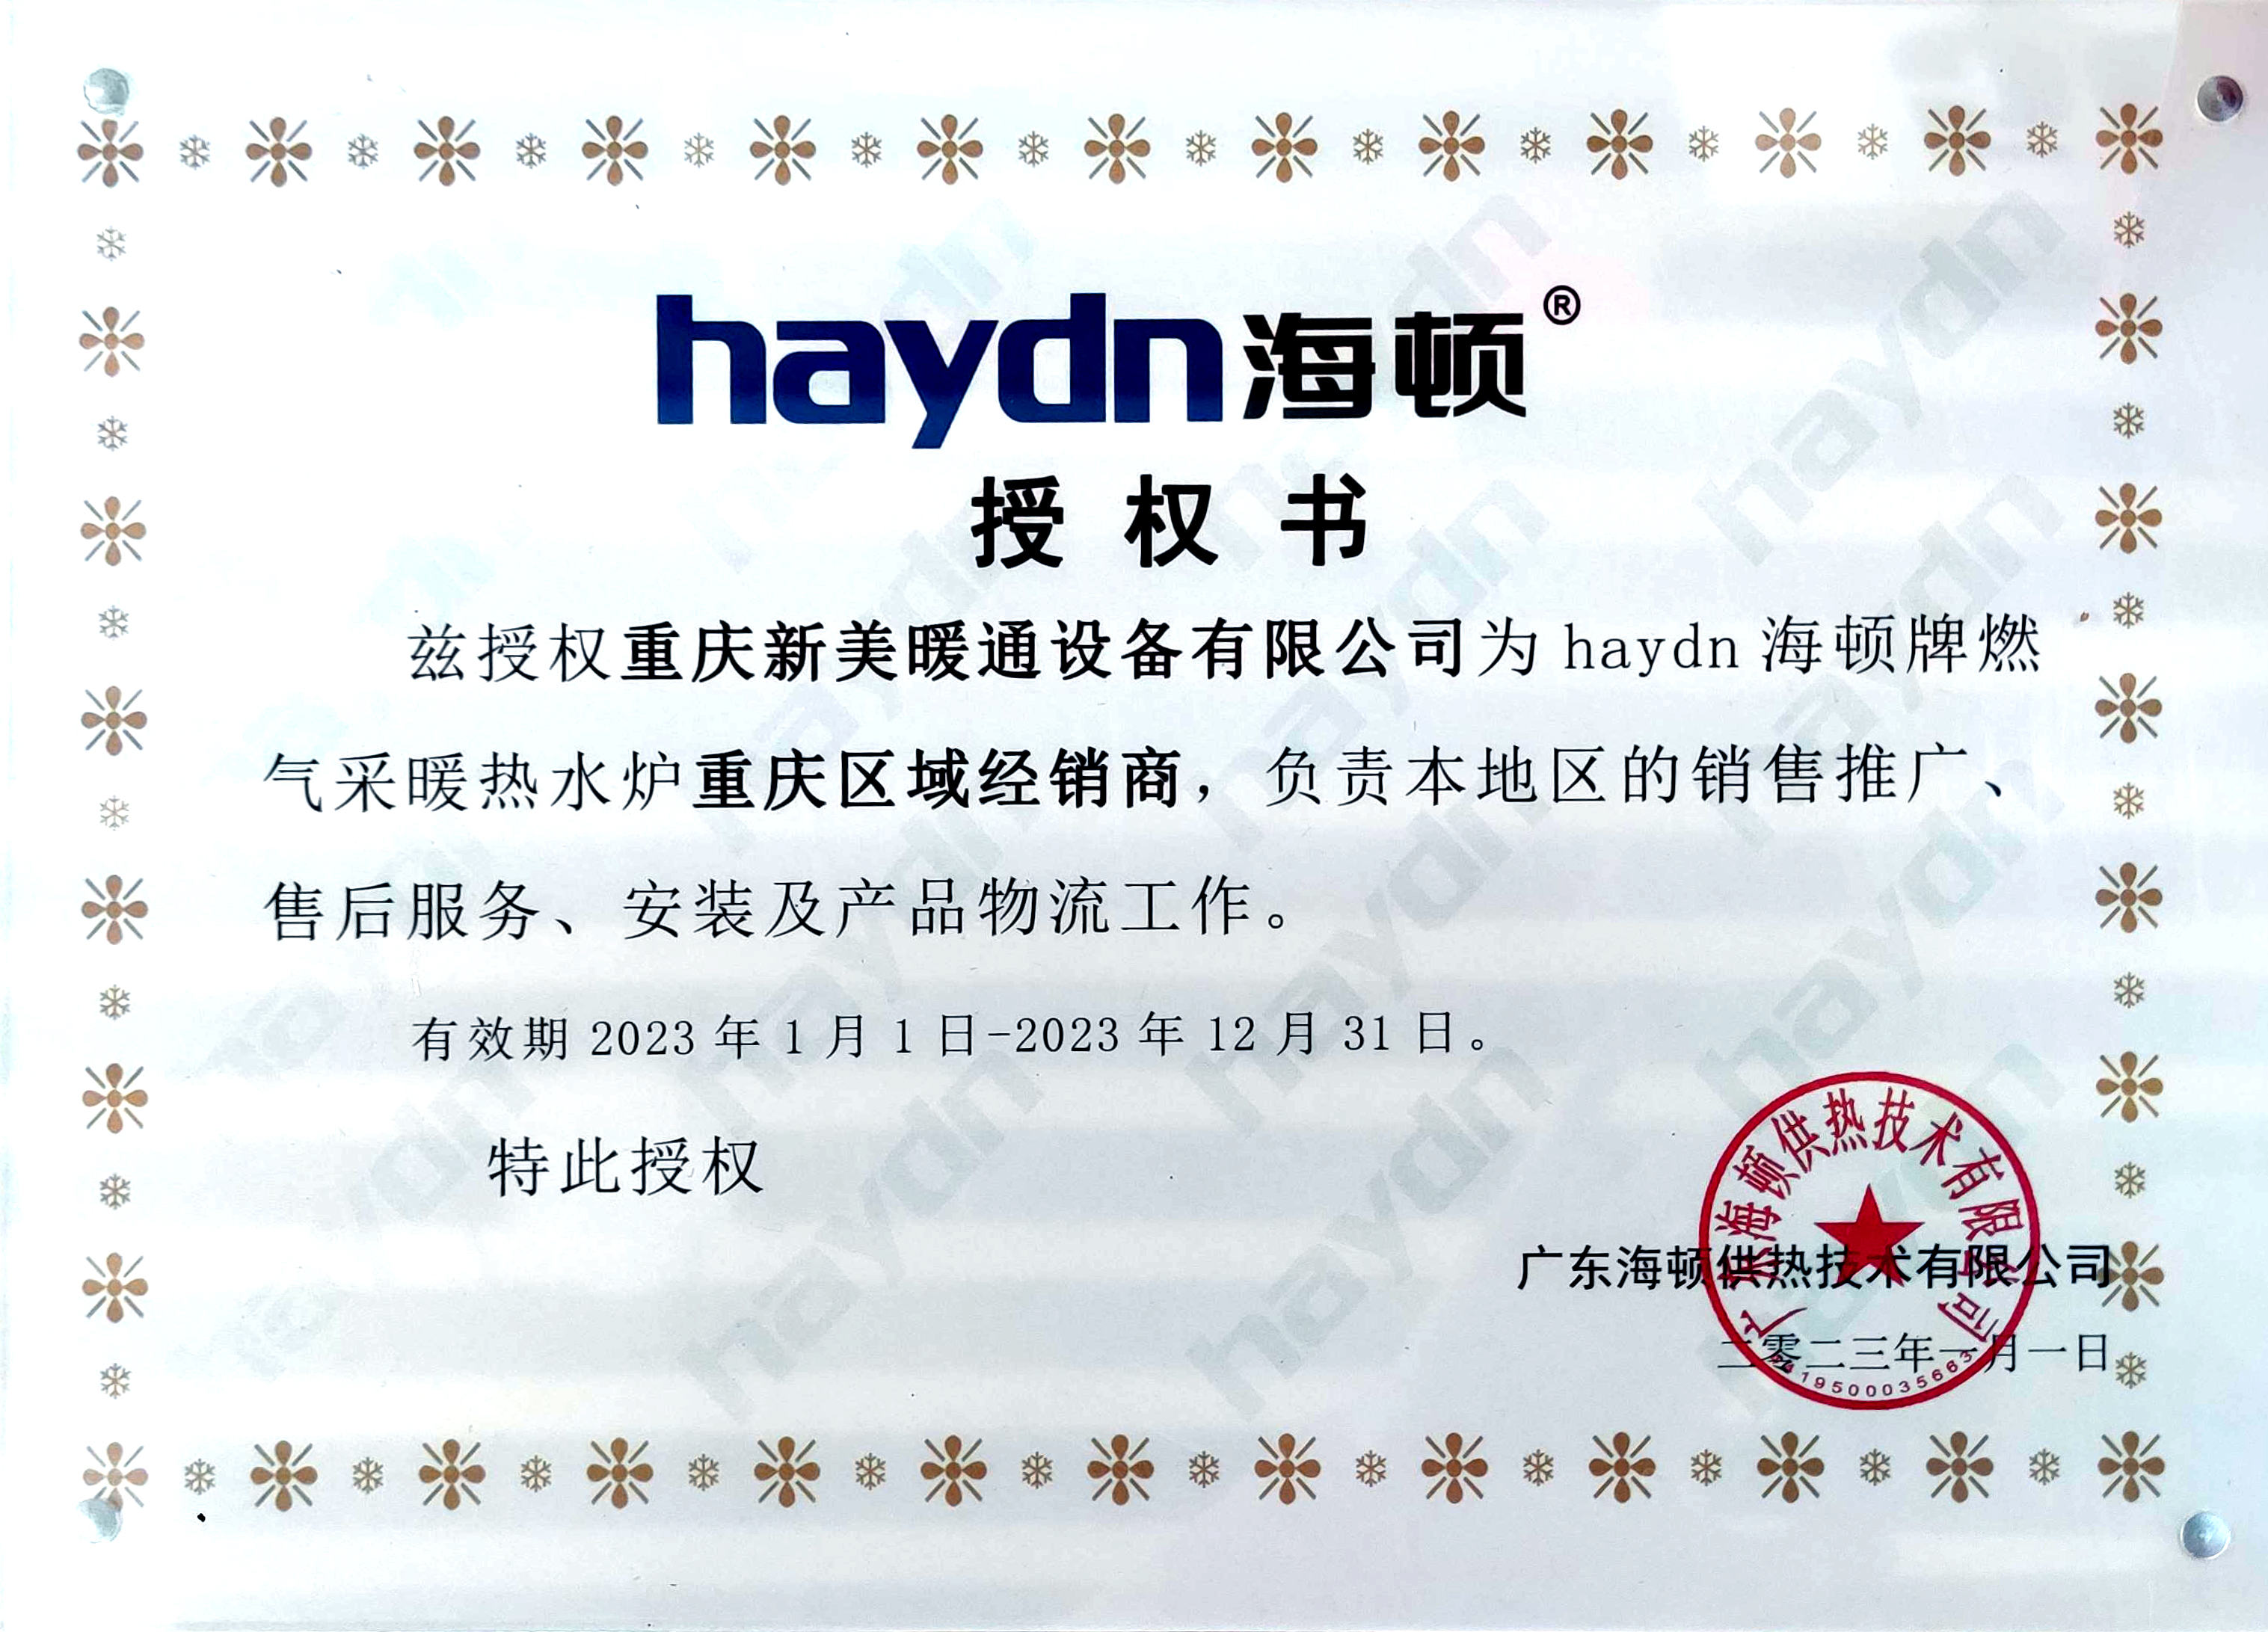 haydn海顿®
授权书
兹授权重庆新美暖通设备有限公司为 haydn 海顿牌燃
气采暖热水炉重庆区域经销商，负责本地区的销售推广、
售后服务、安装及产品物流工作。
有效期 2023 年 1 月 1 日-2023 年 12 月 31 日。
特此授权
广东海顿供热技术有限公司
二零二三年一月一日
广东海顿供热技术有限公司